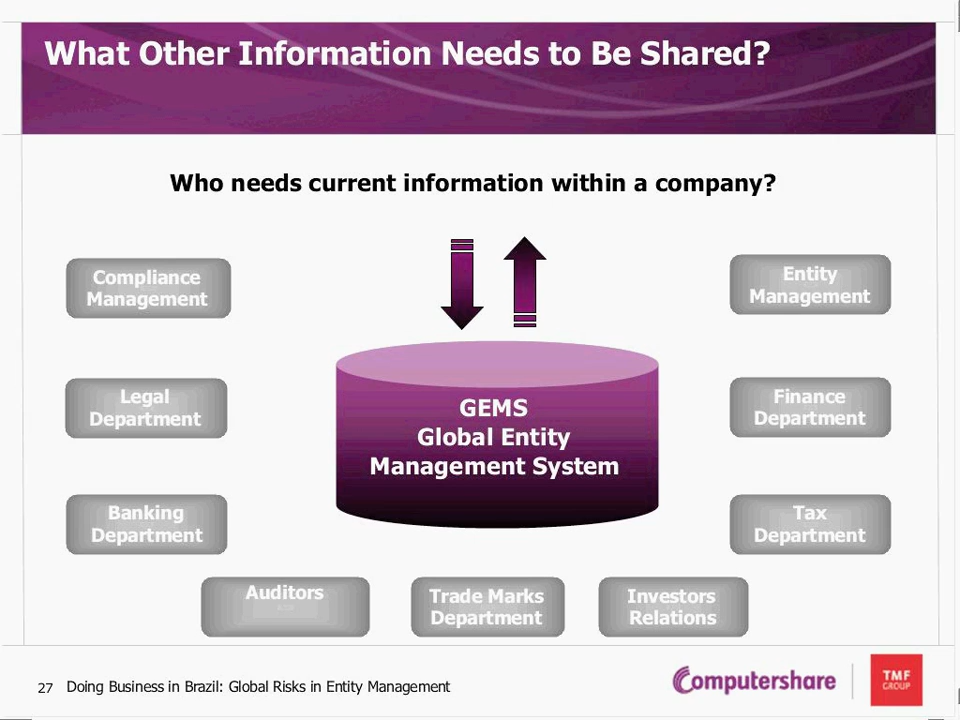 What Other Information Needs to Be Shared?
Who needs current information within a company?
Compliance
Management
Entity
Management
Legal
Department
GEMS
Global Entity
Management System
Finance
Department
Banking
Department
Tax
Department
Auditors
Trade Marks
Department
Investors
Relations
27 Doing Business in Brazil: Global Risks in Entity Management
Computershare
TMF
GROUP